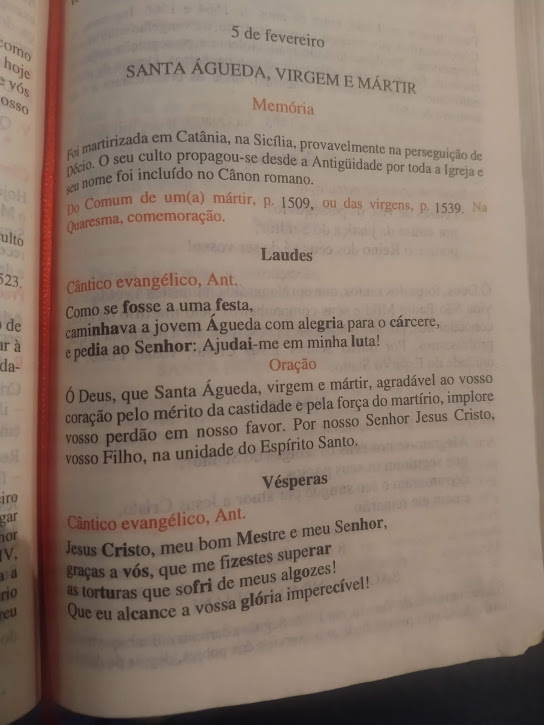 5 de fevereiro
SANTA ÁGUEDA, VIRGEM E MÁRTIR
Memória
Foi martirizada em Catânia, na Sicília, provavelmente na perseguição de
Décio. O seu culto propagou-se desde a Antigüidade por toda a Igreja e
seu nome foi incluído no Cânon romano.
Do Comum de um(a) mártir, p. 1509, ou das virgens, p. 1539. Na
Quaresma, comemoração.
Laudes
Cântico evangélico, Ant.
Como se fosse a uma festa,
caminhava a jovem Águeda com alegria para o cárcere,
e pedia ao Senhor: Ajudai-me em minha luta!
Oração
Ó Deus, que Santa Águeda, virgem e mártir, agradável ao vosso
coração pelo mérito da castidade e pela força do martírio, implore
vosso perdão em nosso favor. Por nosso Senhor Jesus Cristo,
vosso Filho, na unidade do Espírito Santo.
Vésperas
Cântico evangélico, Ant.
Jesus Cristo, meu bom Mestre e meu Senhor,
graças a vós, que me fizestes superar
as torturas que sofri de meus algozes!
Que eu alcance a vossa glória imperecível!